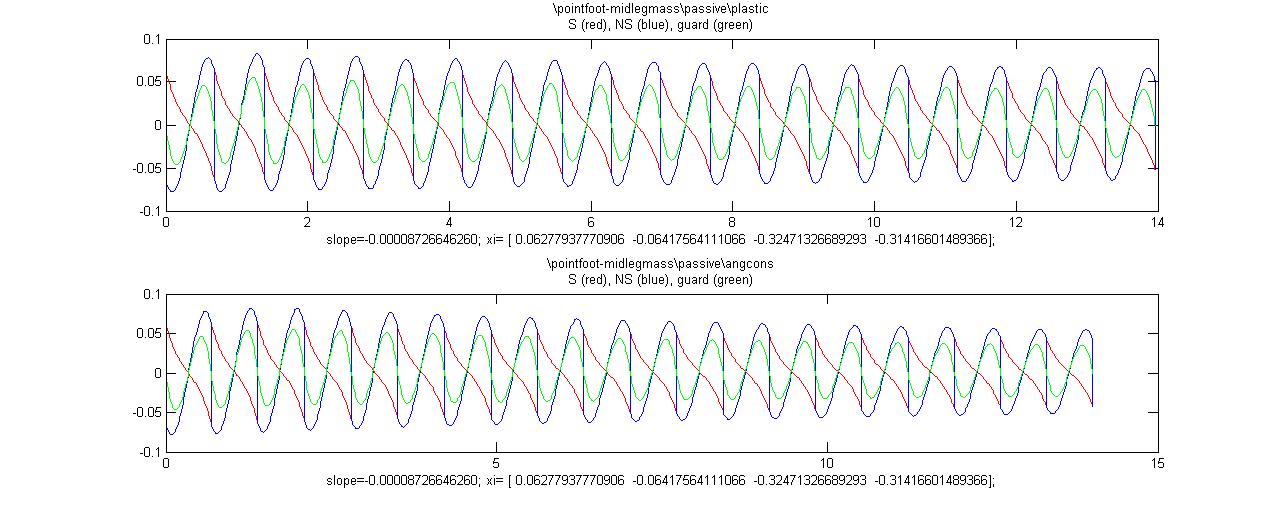 \pointfoot-midlegmass\passive\plastic
S (red), NS (blue), guard (green)
0.1
0.05
0
-0.05
-0.1
0 2 4 6 8 10 12 14
slope=-0.00008726646260; xi= [ 0.06277937770906 -0.06417564111066 -0.32471326689293 -0.31416601489366];
\pointfoot-midlegmass\passive\angcons
S (red), NS (blue), guard (green)
0.1
0.05
0
-0.05
-0.1
0 5 10 15
slope=-0.00008726646260; xi= [ 0.06277937770906 -0.06417564111066 -0.32471326689293 -0.31416601489366];